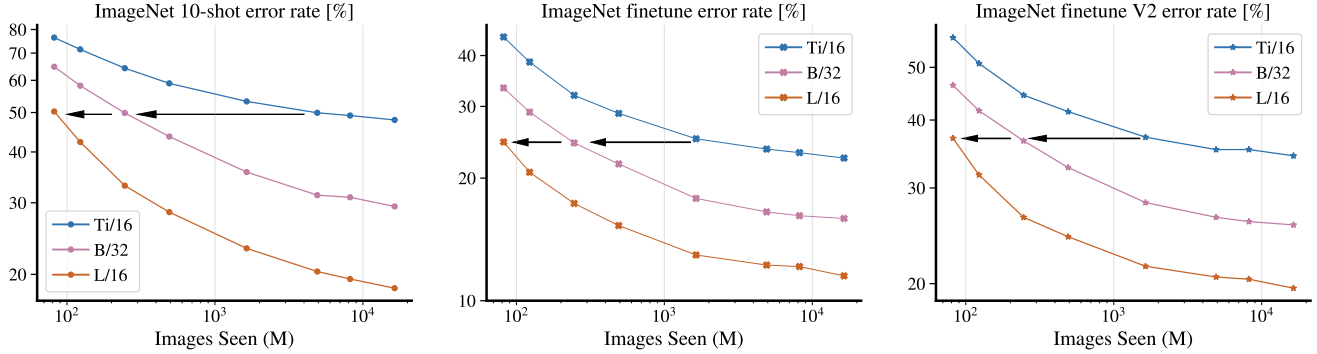 ImageNet 10-shot error rate [%]
80
70
60
50
40
30
20
Ti/16
B/32
L/16
10²
10³
10⁴
Images Seen (M)
ImageNet finetune error rate [%]
40
30
20
10
Ti/16
B/32
L/16
10²
10³
10⁴
Images Seen (M)
ImageNet finetune V2 error rate [%]
50
40
30
20
Ti/16
B/32
L/16
10²
10³
10⁴
Images Seen (M)